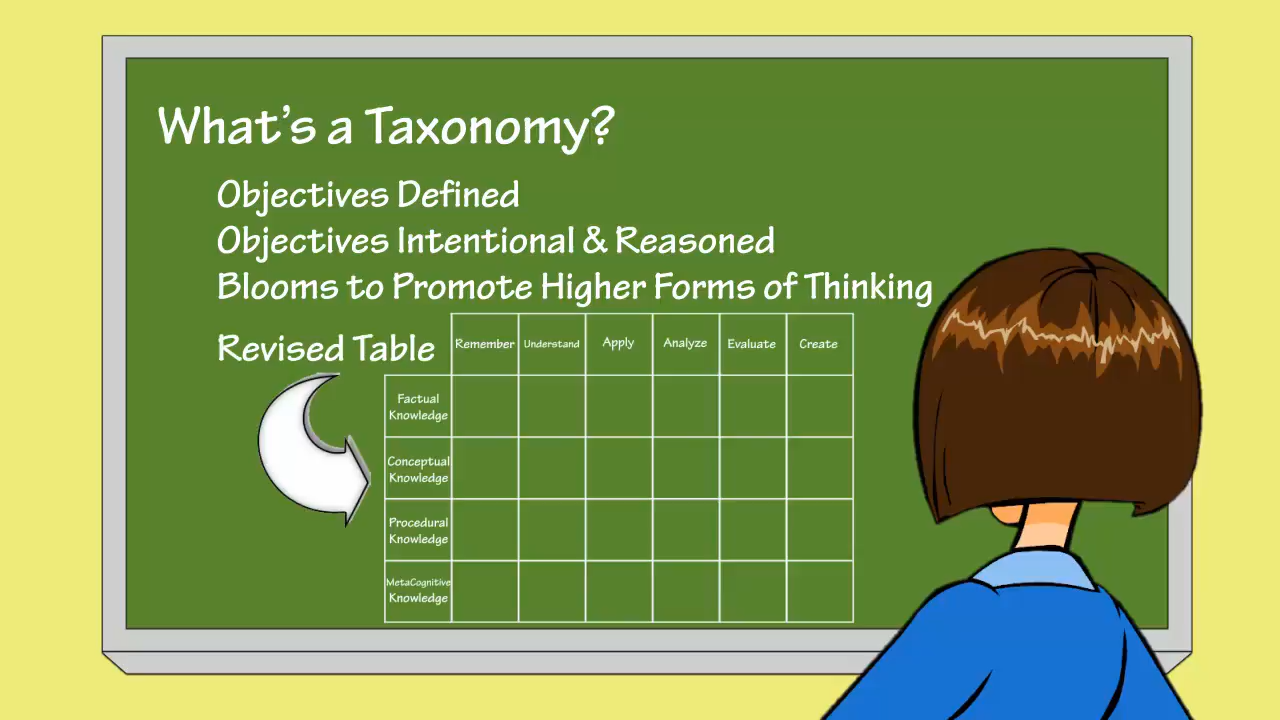 What's a Taxonomy?
Objectives Defined
Objectives Intentional & Reasoned
Blooms to Promote Higher Forms of Thinking
Revised Table
Remember Understand Apply Analyze Evaluate Create
Factual
Knowledge
Conceptual
Knowledge
Procedural
Knowledge
MetaCognitive
Knowledge